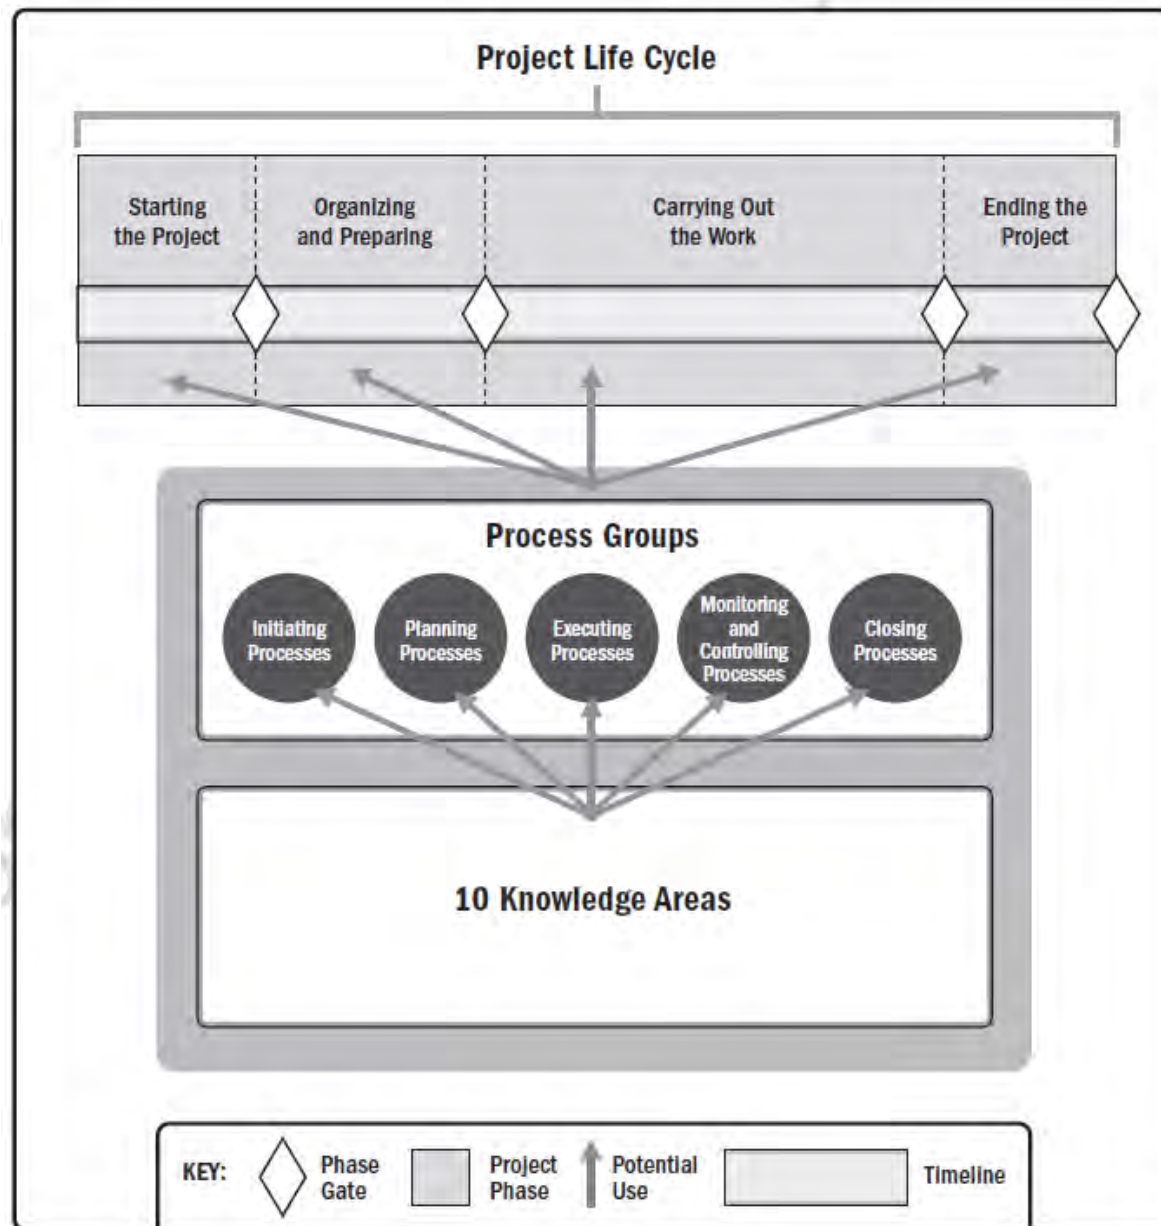 Project Life Cycle
Starting
the Project
Organizing
and Preparing
Carrying Out
the Work
Ending the
Project
Process Groups
Initiating
Processes
Planning
Processes
Executing
Processes
Monitoring
and
Controlling
Processes
Closing
Processes
10 Knowledge Areas
KEY:
Phase
Gate
Project
Phase
Potential
Use
Timeline